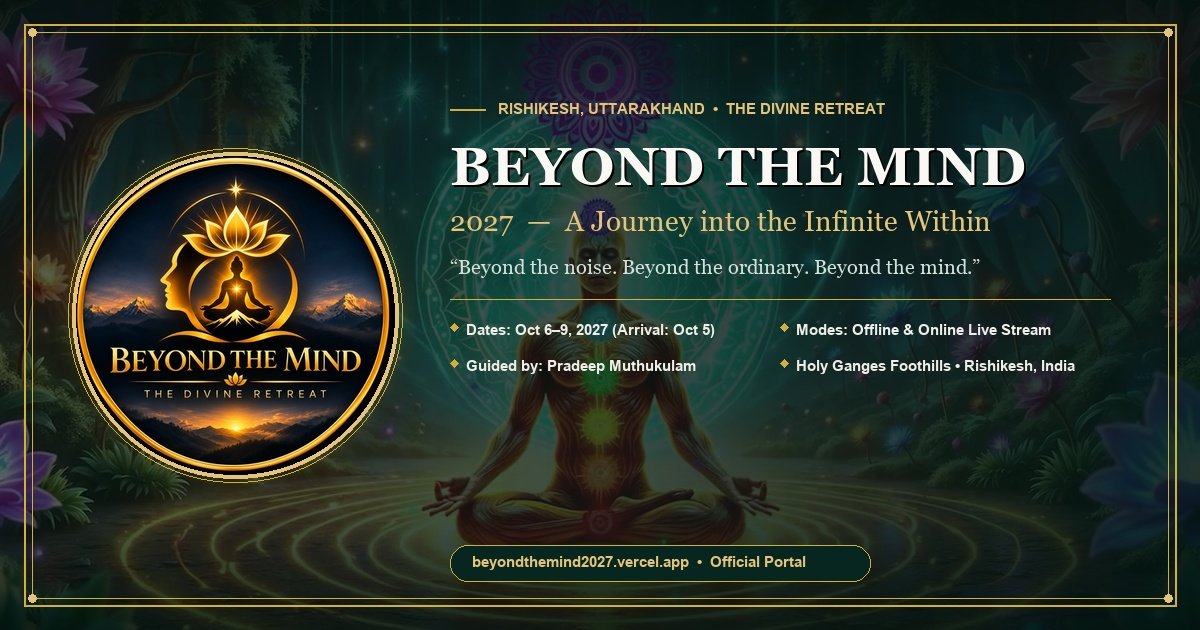 RISHIKESH, UTTARAKHAND • THE DIVINE RETREAT
BEYOND THE MIND
2027 — A Journey into the Infinite Within
“Beyond the noise. Beyond the ordinary. Beyond the mind.”
Dates: Oct 6–9, 2027 (Arrival: Oct 5)
Modes: Offline & Online Live Stream
Guided by: Pradeep Muthukulam
Holy Ganges Foothills • Rishikesh, India
BEYOND THE MIND
THE DIVINE RETREAT
beyondthemind2027.vercel.app • Official Portal